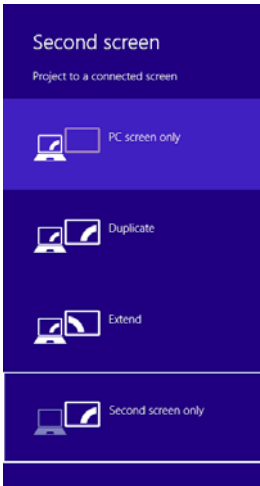 Second screen
Project to a connected screen
PC screen only
Duplicate
Extend
Second screen only